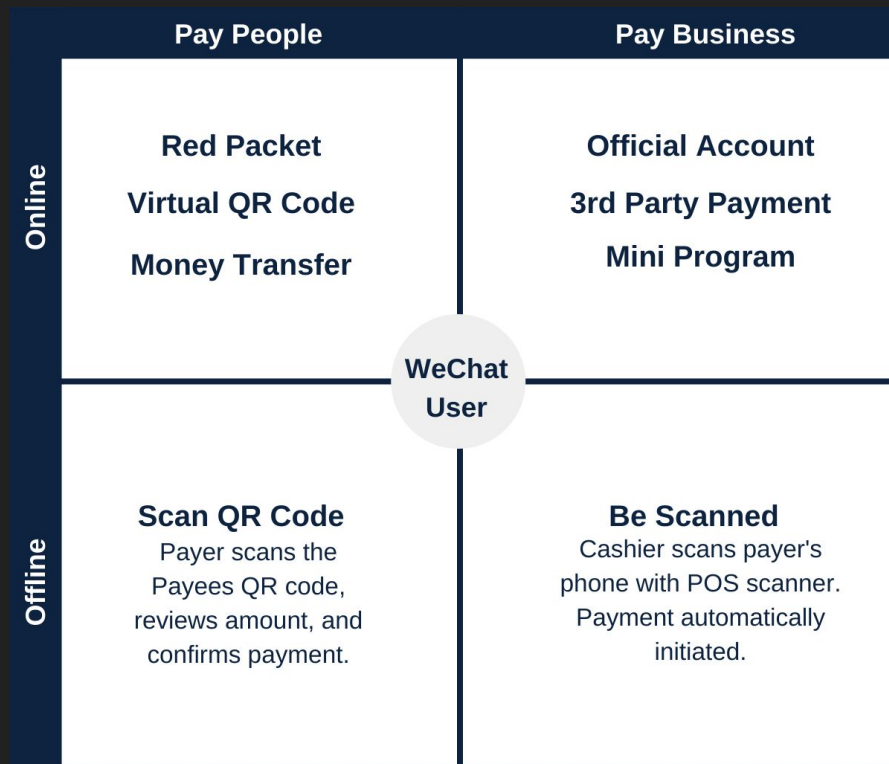 Pay People
Pay Business
Online
Red Packet
Virtual QR Code
Money Transfer
Official Account
3rd Party Payment
Mini Program
WeChat
User
Offline
Scan QR Code
Payer scans the
Payees QR code,
reviews amount, and
confirms payment.
Be Scanned
Cashier scans payer's
phone with POS scanner.
Payment automatically
initiated.